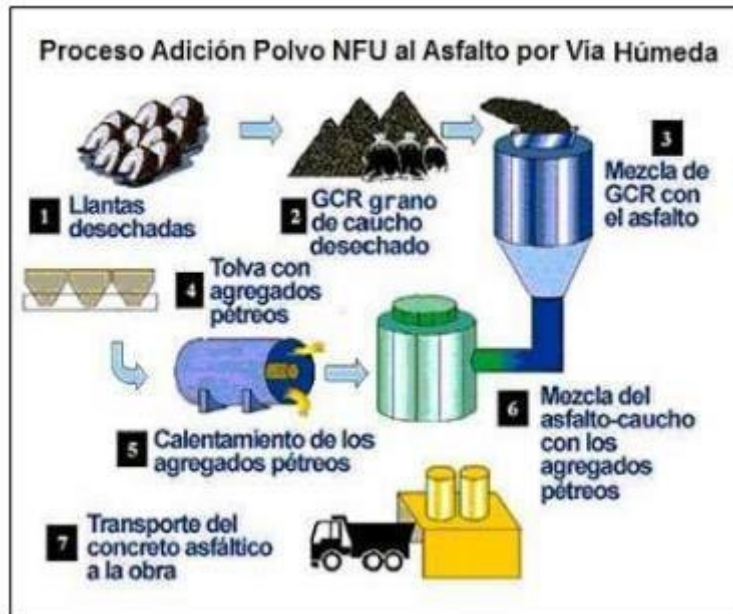 Proceso Adición Polvo NFU al Asfalto por Vía Húmeda
1 Llantas
desechadas
2 GCR grano
de caucho
desechado
3
Mezcla de
GCR con
el asfalto
4 Tolva con
agregados
pétreos
5 Calentamiento de los
agregados pétreos
6 Mezcla del
asfalto-caucho
con los
agregados
pétreos
7 Transporte del
concreto asfáltico
a la obra